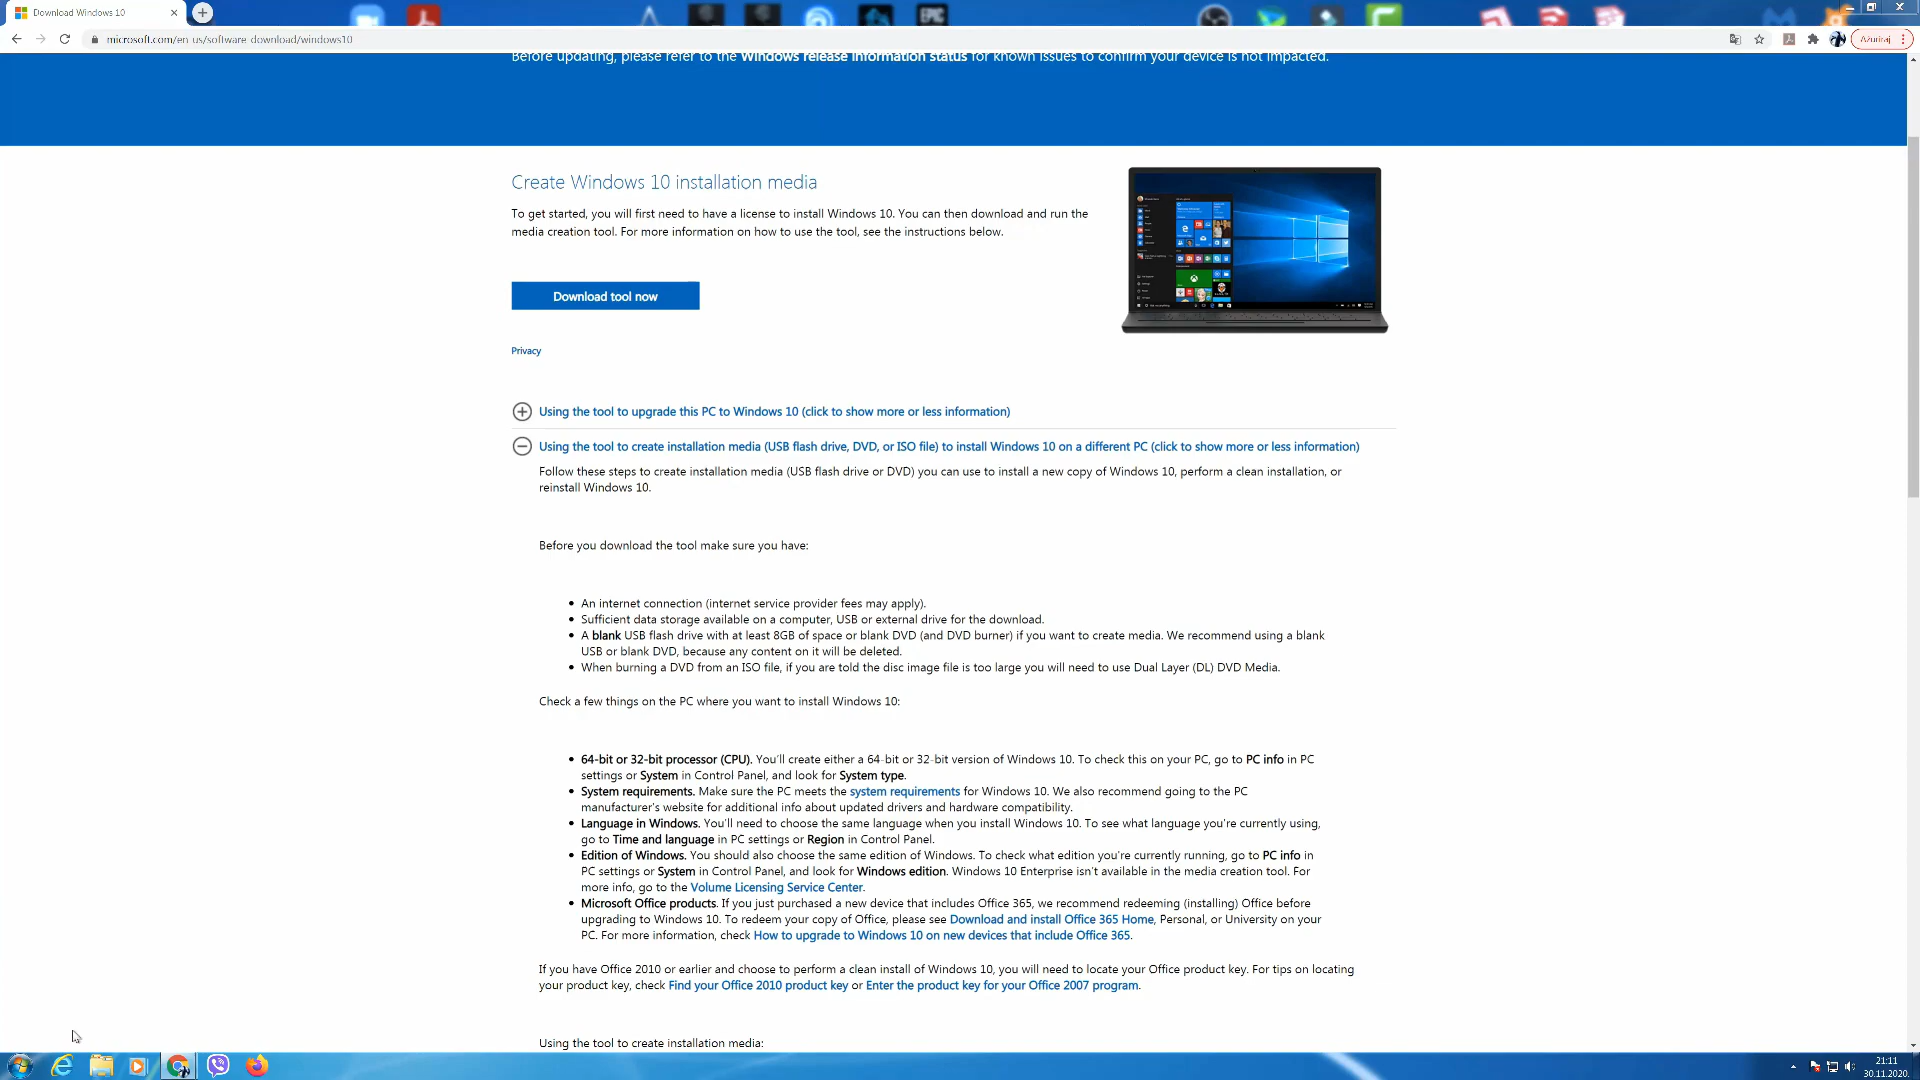 Download Windows 10
microsoft.com/en-us/software-download/windows10
Ažuriraj
Before updating, please refer to the Windows release information status for known issues to confirm your device is not impacted.
Create Windows 10 installation media
To get started, you will first need to have a license to install Windows 10. You can then download and run the
media creation tool. For more information on how to use the tool, see the instructions below.
Download tool now
Privacy
Using the tool to upgrade this PC to Windows 10 (click to show more or less information)
Using the tool to create installation media (USB flash drive, DVD, or ISO file) to install Windows 10 on a different PC (click to show more or less information)
Follow these steps to create installation media (USB flash drive or DVD) you can use to install a new copy of Windows 10, perform a clean installation, or
reinstall Windows 10.
Before you download the tool make sure you have:
• An internet connection (internet service provider fees may apply).
• Sufficient data storage available on a computer, USB or external drive for the download.
• A blank USB flash drive with at least 8GB of space or blank DVD (and DVD burner) if you want to create media. We recommend using a blank
USB or blank DVD, because any content on it will be deleted.
• When burning a DVD from an ISO file, if you are told the disc image file is too large you will need to use Dual Layer (DL) DVD Media.
Check a few things on the PC where you want to install Windows 10:
• 64-bit or 32-bit processor (CPU). You'll create either a 64-bit or 32-bit version of Windows 10. To check this on your PC, go to PC info in PC
settings or System in Control Panel, and look for System type.
• System requirements. Make sure the PC meets the system requirements for Windows 10. We also recommend going to the PC
manufacturer's website for additional info about updated drivers and hardware compatibility.
• Language in Windows. You'll need to choose the same language when you install Windows 10. To see what language you're currently using,
go to Time and language in PC settings or Region in Control Panel.
• Edition of Windows. You should also choose the same edition of Windows. To check what edition you're currently running, go to PC info in
PC settings or System in Control Panel, and look for Windows edition. Windows 10 Enterprise isn't available in the media creation tool. For
more info, go to the Volume Licensing Service Center.
• Microsoft Office products. If you just purchased a new device that includes Office 365, we recommend redeeming (installing) Office before
upgrading to Windows 10. To redeem your copy of Office, please see Download and install Office 365 Home, Personal, or University on your
PC. For more information, check How to upgrade to Windows 10 on new devices that include Office 365.
If you have Office 2010 or earlier and choose to perform a clean install of Windows 10, you will need to locate your Office product key. For tips on locating
your product key, check Find your Office 2010 product key or Enter the product key for your Office 2007 program.
Using the tool to create installation media:
EPIC
21:11
30.11.2020.